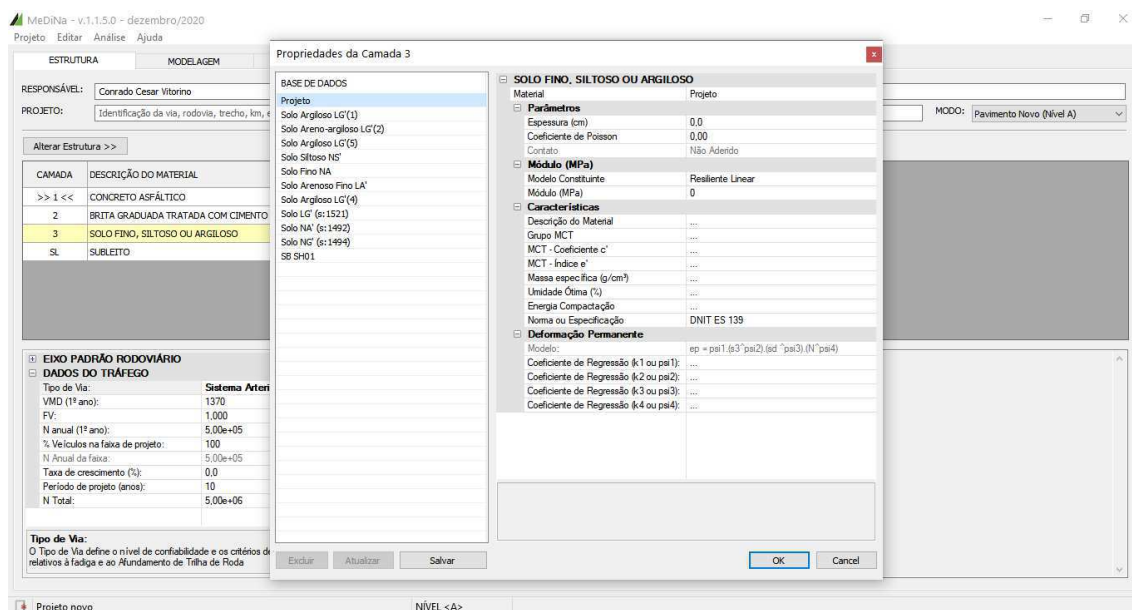 MeDiNa - v.1.1.5.0 - dezembro/2020
Projeto Editar Análise Ajuda
ESTRUTURA MODELAGEM
RESPONSÁVEL: Conrado Cesar Vitorino
PROJETO: Identificação da via, rodovia, trecho, km, e
MODO: Pavimento Novo (Nível A)
Alterar Estrutura >>
CAMADA DESCRIÇÃO DO MATERIAL
>> 1 << CONCRETO ASFÁLTICO
2 BRITA GRADUADA TRATADA COM CIMENTO
3 SOLO FINO, SILTOSO OU ARGILOSO
SL SUBLEITO
EIXO PADRÃO RODOVIÁRIO
DADOS DO TRÁFEGO
Tipo de Via: Sistema Arteri
VMD (1º ano): 1370
FV: 1,000
N anual (1º ano): 5,00e+05
% Veículos na faixa de projeto: 100
N Anual da faixa: 5,00e+05
Taxa de crescimento (%): 0,0
Período de projeto (anos): 10
N Total: 5,00e+06
Tipo de Via:
O Tipo de Via define o nível de confiabilidade e os critérios de
relativos à fadiga e ao Afundamento de Trilha de Roda
Projeto novo NÍVEL <A>
Propriedades da Camada 3
x
BASE DE DADOS
Projeto
Solo Argiloso LG'(1)
Solo Areno-argiloso LG'(2)
Solo Argiloso LG'(5)
Solo Siltoso NS'
Solo Fino NA
Solo Arenoso Fino LA'
Solo Argiloso LG'(4)
Solo LG' (s:1521)
Solo NA' (s:1492)
Solo NG' (s:1494)
SB SH01
SOLO FINO, SILTOSO OU ARGILOSO
Material Projeto
Parâmetros
Espessura (cm) 0,0
Coeficiente de Poisson 0,00
Contato Não Aderido
Módulo (MPa)
Modelo Constituinte Resiliente Linear
Módulo (MPa) 0
Características
Descrição do Material ...
Grupo MCT ...
MCT - Coeficiente c' ...
MCT - Índice e' ...
Massa específica (g/cm³) ...
Umidade Ótima (%) ...
Energia Compactação ...
Norma ou Especificação DNIT ES 139
Deformação Permanente
Modelo: ep = psi1.(s3^psi2).(sd ^psi3).(N^psi4)
Coeficiente de Regressão (k1 ou psi1): ...
Coeficiente de Regressão (k2 ou psi2): ...
Coeficiente de Regressão (k3 ou psi3): ...
Coeficiente de Regressão (k4 ou psi4): ...
Excluir Atualizar Salvar OK Cancel